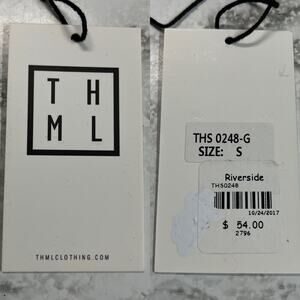 T H
M L
THMLCLOTHING.COM
THS 0248-G
SIZE: S
Riverside
THS0248
10/24/2017
$ 54.00
2796